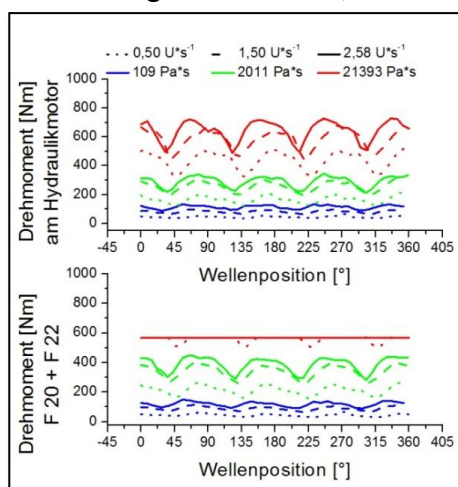 0,50 U*s⁻¹ 1,50 U*s⁻¹ 2,58 U*s⁻¹
109 Pa*s 2011 Pa*s 21393 Pa*s
Drehmoment [Nm]
am Hydraulikmotor
1000
800
600
400
200
0
-45 0 45 90 135 180 225 270 315 360 405
Wellenposition [°]
Drehmoment [Nm]
F 20 + F 22
1000
800
600
400
200
0
-45 0 45 90 135 180 225 270 315 360 405
Wellenposition [°]